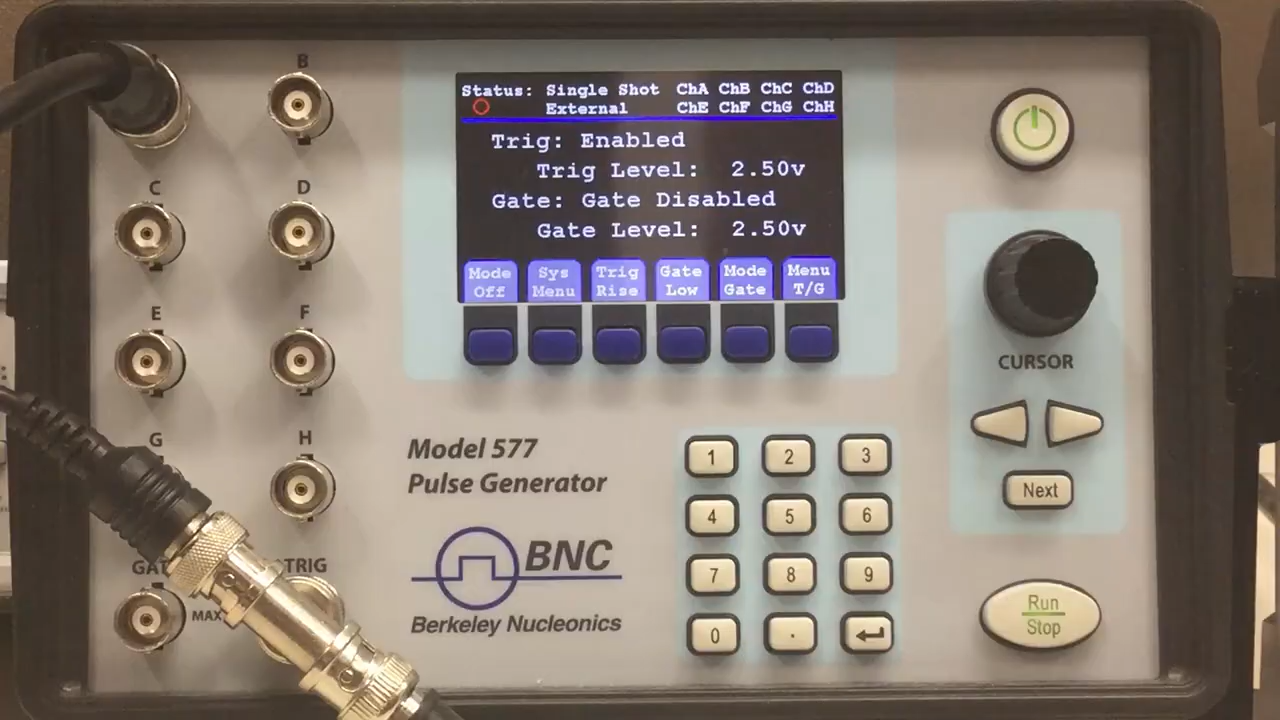 B
C
D
E
F
G
H
GAT
TRIG
MAX
Status: Single Shot ChA ChB ChC ChD
External ChE ChF ChG ChH
Trig: Enabled
Trig Level: 2.50v
Gate: Gate Disabled
Gate Level: 2.50v
Mode Off
Sys Menu
Trig Rise
Gate Low
Mode Gate
Menu T/G
CURSOR
Next
Run
Stop
Model 577
Pulse Generator
BNC
Berkeley Nucleonics
1 2 3
4 5 6
7 8 9
0 .